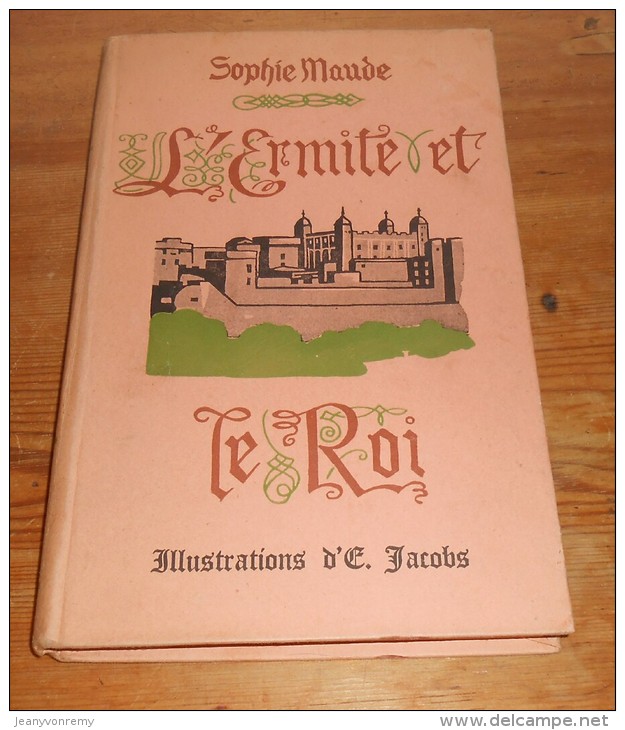 Sophie Maude
L'Ermite et
le Roi
Illustrations d'E. Jacobs
jeanyvonremy
www.delcampe.net